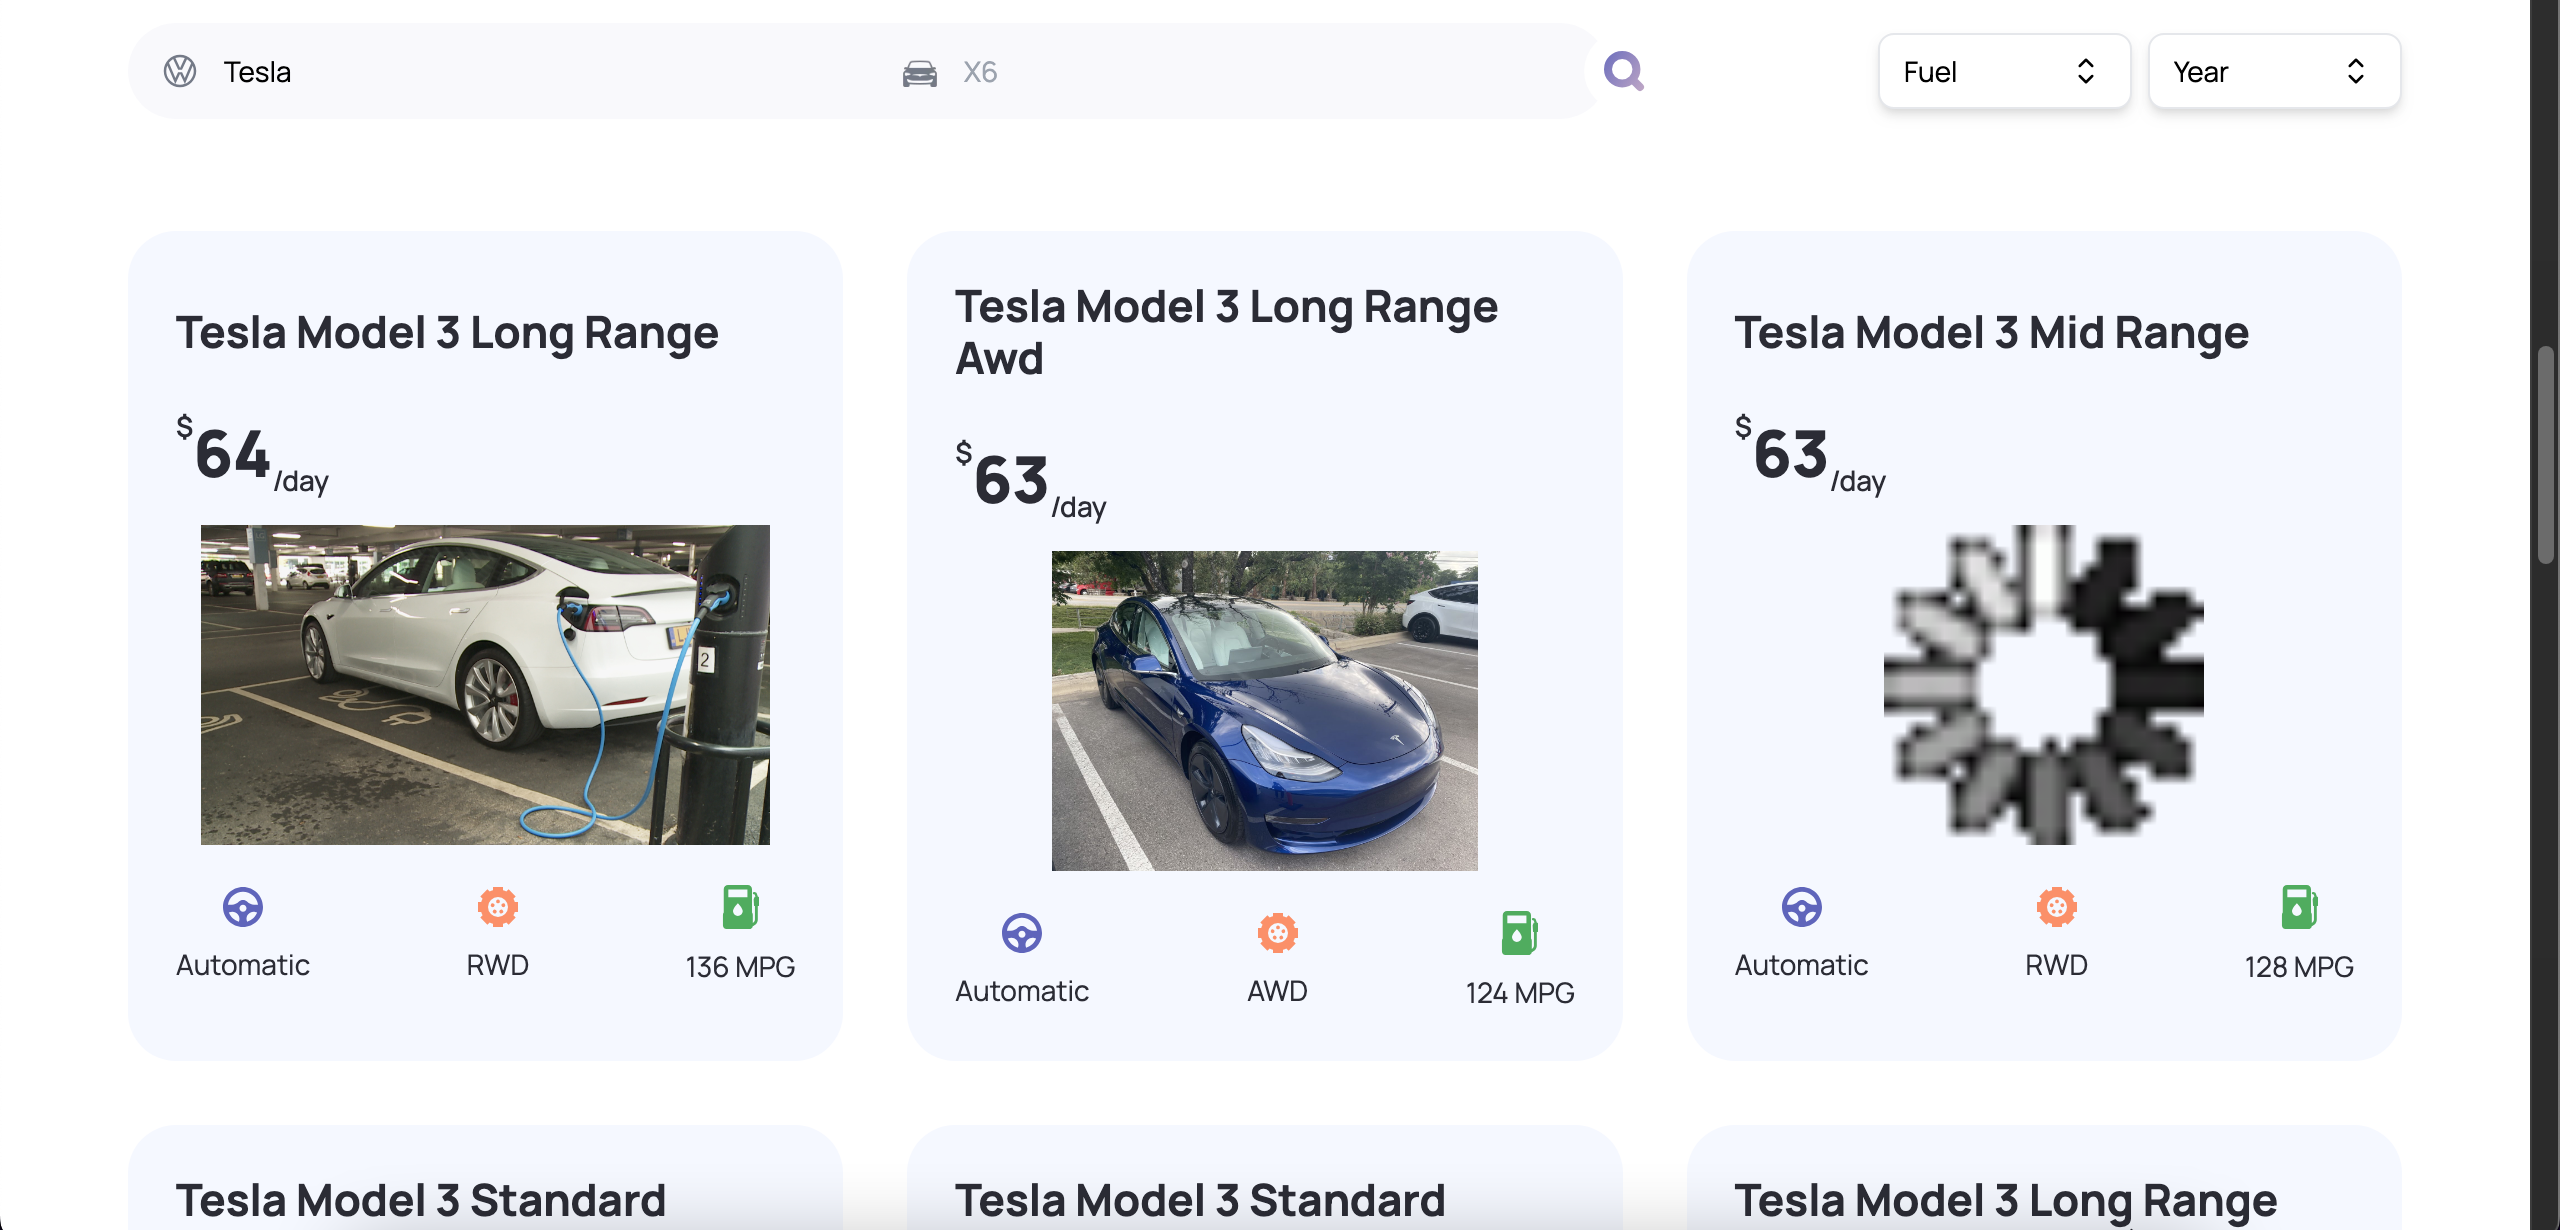 Tesla
X6
Fuel
Year
Tesla Model 3 Long Range
$64/day
2
Automatic
RWD
136 MPG
Tesla Model 3 Long Range
Awd
$63/day
Automatic
AWD
124 MPG
Tesla Model 3 Mid Range
$63/day
Automatic
RWD
128 MPG
Tesla Model 3 Standard
Tesla Model 3 Standard
Tesla Model 3 Long Range